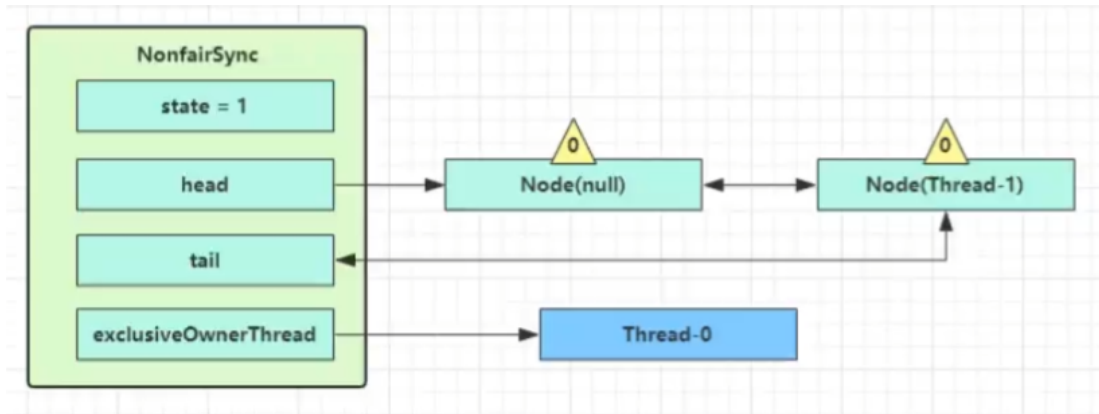 NonfairSync
state = 1
head
tail
exclusiveOwnerThread
0
Node(null)
0
Node(Thread-1)
Thread-0